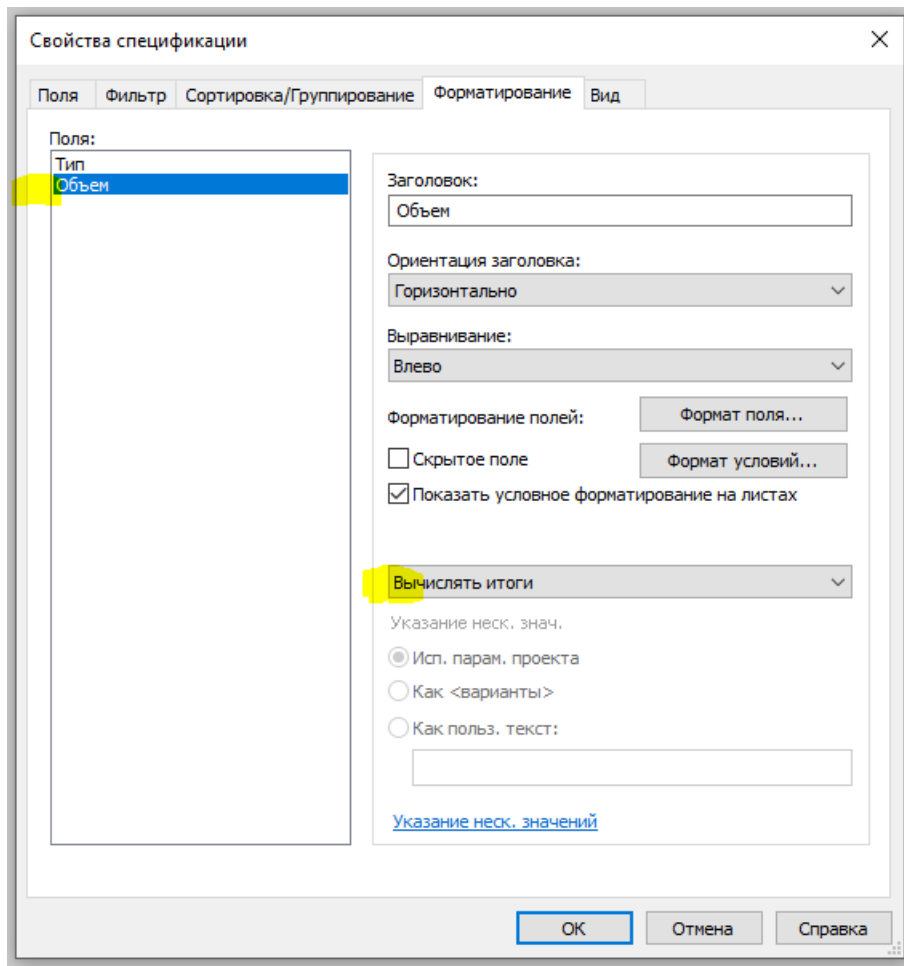 Свойства спецификации
Поля Фильтр Сортировка/Группирование Форматирование Вид
Поля:
Тип
Объем
Заголовок:
Объем
Ориентация заголовка:
Горизонтально
Выравнивание:
Влево
Форматирование полей: Формат поля...
Скрытое поле Формат условий...
Показать условное форматирование на листах
Вычислять итоги
Указание неск. знач.
Исп. парам. проекта
Как <варианты>
Как польз. текст:
Указание неск. значений
ОК Отмена Справка